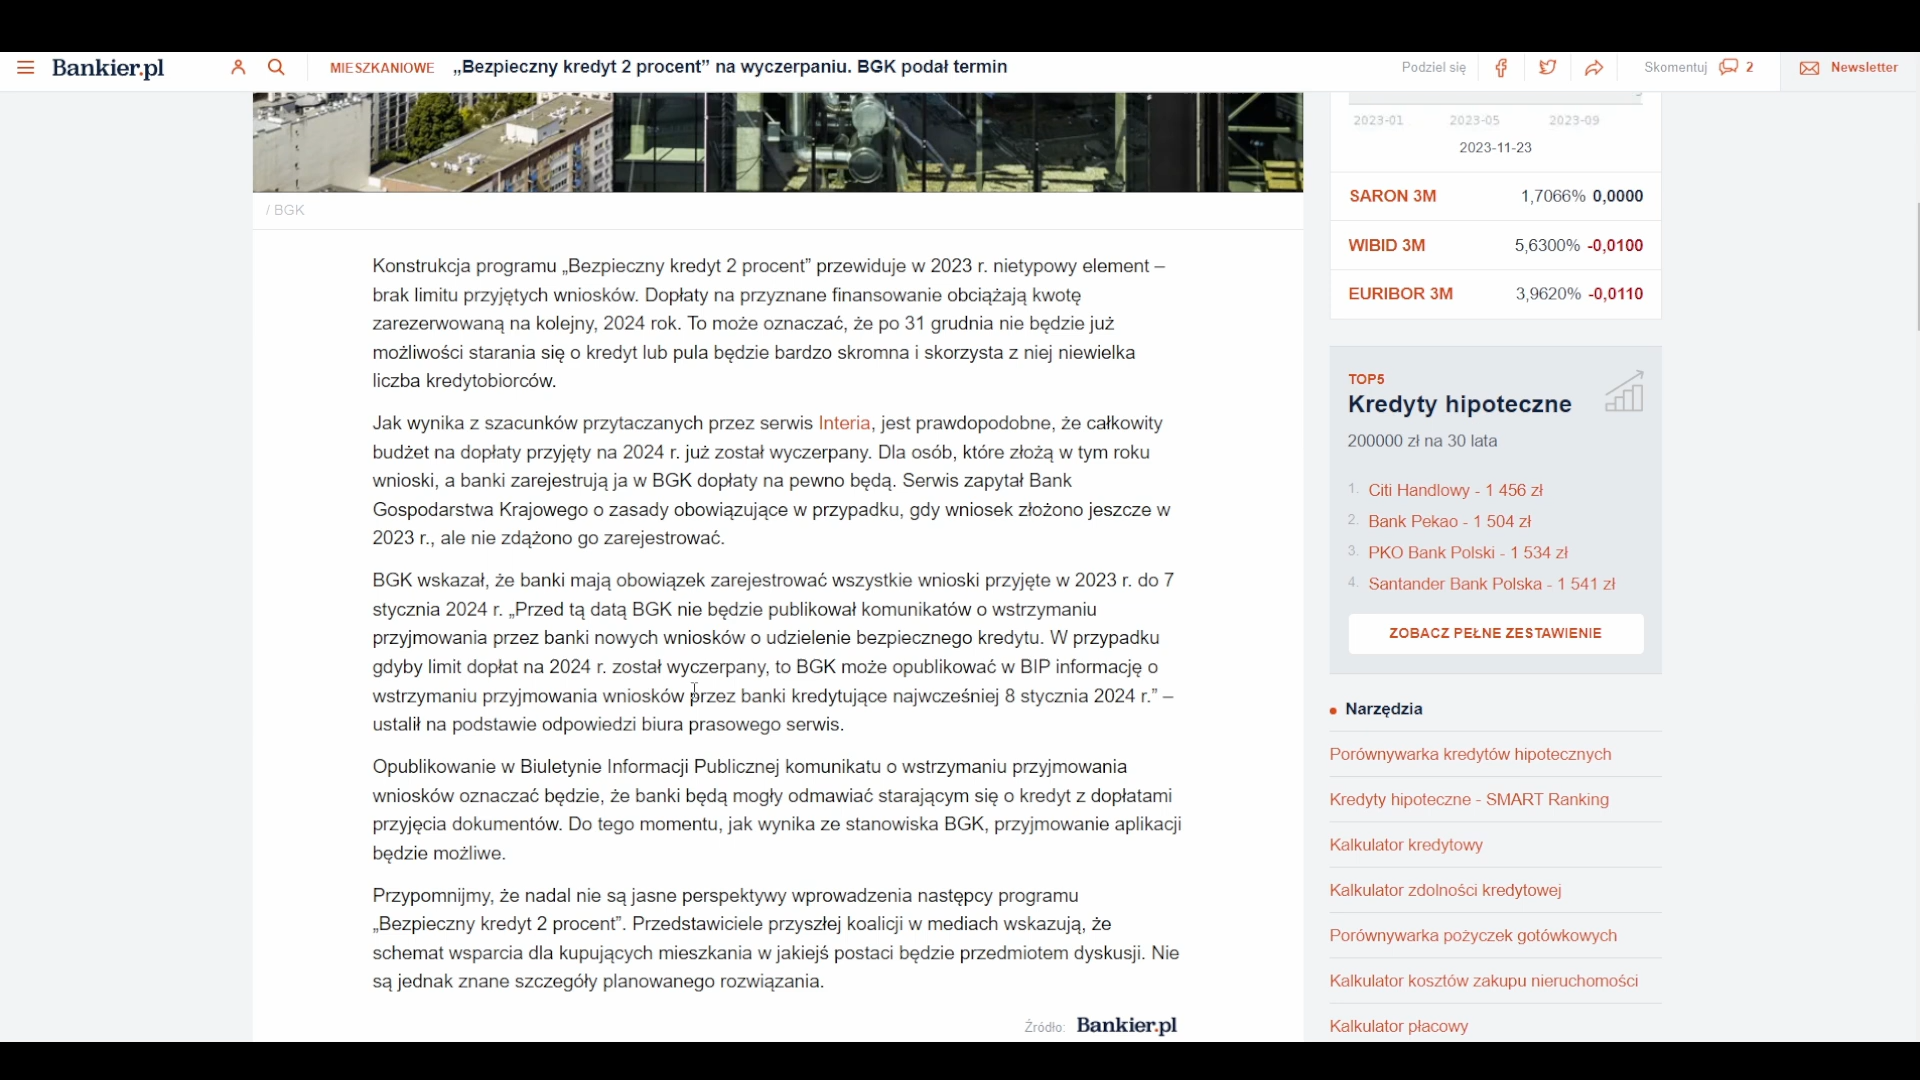 Bankier.pl
MIESZKANIOWE „Bezpieczny kredyt 2 procent” na wyczerpaniu. BGK podał termin
Podziel się
Skomentuj 2
Newsletter
/ BGK
Konstrukcja programu „Bezpieczny kredyt 2 procent” przewiduje w 2023 r. nietypowy element –
brak limitu przyjętych wniosków. Dopłaty na przyznane finansowanie obciążają kwotę
zarezerwowaną na kolejny, 2024 rok. To może oznaczać, że po 31 grudnia nie będzie już
możliwości starania się o kredyt lub pula będzie bardzo skromna i skorzysta z niej niewielka
liczba kredytobiorców.
Jak wynika z szacunków przytaczanych przez serwis Interia, jest prawdopodobne, że całkowity
budżet na dopłaty przyjęty na 2024 r. już został wyczerpany. Dla osób, które złożą w tym roku
wnioski, a banki zarejestrują ja w BGK dopłaty na pewno będą. Serwis zapytał Bank
Gospodarstwa Krajowego o zasady obowiązujące w przypadku, gdy wniosek złożono jeszcze w
2023 r., ale nie zdążono go zarejestrować.
BGK wskazał, że banki mają obowiązek zarejestrować wszystkie wnioski przyjęte w 2023 r. do 7
stycznia 2024 r. „Przed tą datą BGK nie będzie publikował komunikatów o wstrzymaniu
przyjmowania przez banki nowych wniosków o udzielenie bezpiecznego kredytu. W przypadku
gdyby limit dopłat na 2024 r. został wyczerpany, to BGK może opublikować w BIP informację o
wstrzymaniu przyjmowania wniosków przez banki kredytujące najwcześniej 8 stycznia 2024 r.” –
ustalił na podstawie odpowiedzi biura prasowego serwis.
Opublikowanie w Biuletynie Informacji Publicznej komunikatu o wstrzymaniu przyjmowania
wniosków oznaczać będzie, że banki będą mogły odmawiać starającym się o kredyt z dopłatami
przyjęcia dokumentów. Do tego momentu, jak wynika ze stanowiska BGK, przyjmowanie aplikacji
będzie możliwe.
Przypomnijmy, że nadal nie są jasne perspektywy wprowadzenia następcy programu
„Bezpieczny kredyt 2 procent”. Przedstawiciele przyszłej koalicji w mediach wskazują, że
schemat wsparcia dla kupujących mieszkania w jakiejś postaci będzie przedmiotem dyskusji. Nie
są jednak znane szczegóły planowanego rozwiązania.
Źródło: Bankier.pl
2023-01 2023-05 2023-09
2023-11-23
SARON 3M 1,7066% 0,0000
WIBID 3M 5,6300% -0,0100
EURIBOR 3M 3,9620% -0,0110
TOP5
Kredyty hipoteczne
200000 zł na 30 lata
1. Citi Handlowy - 1 456 zł
2. Bank Pekao - 1 504 zł
3. PKO Bank Polski - 1 534 zł
4. Santander Bank Polska - 1 541 zł
ZOBACZ PEŁNE ZESTAWIENIE
Narzędzia
Porównywarka kredytów hipotecznych
Kredyty hipoteczne - SMART Ranking
Kalkulator kredytowy
Kalkulator zdolności kredytowej
Porównywarka pożyczek gotówkowych
Kalkulator kosztów zakupu nieruchomości
Kalkulator płacowy